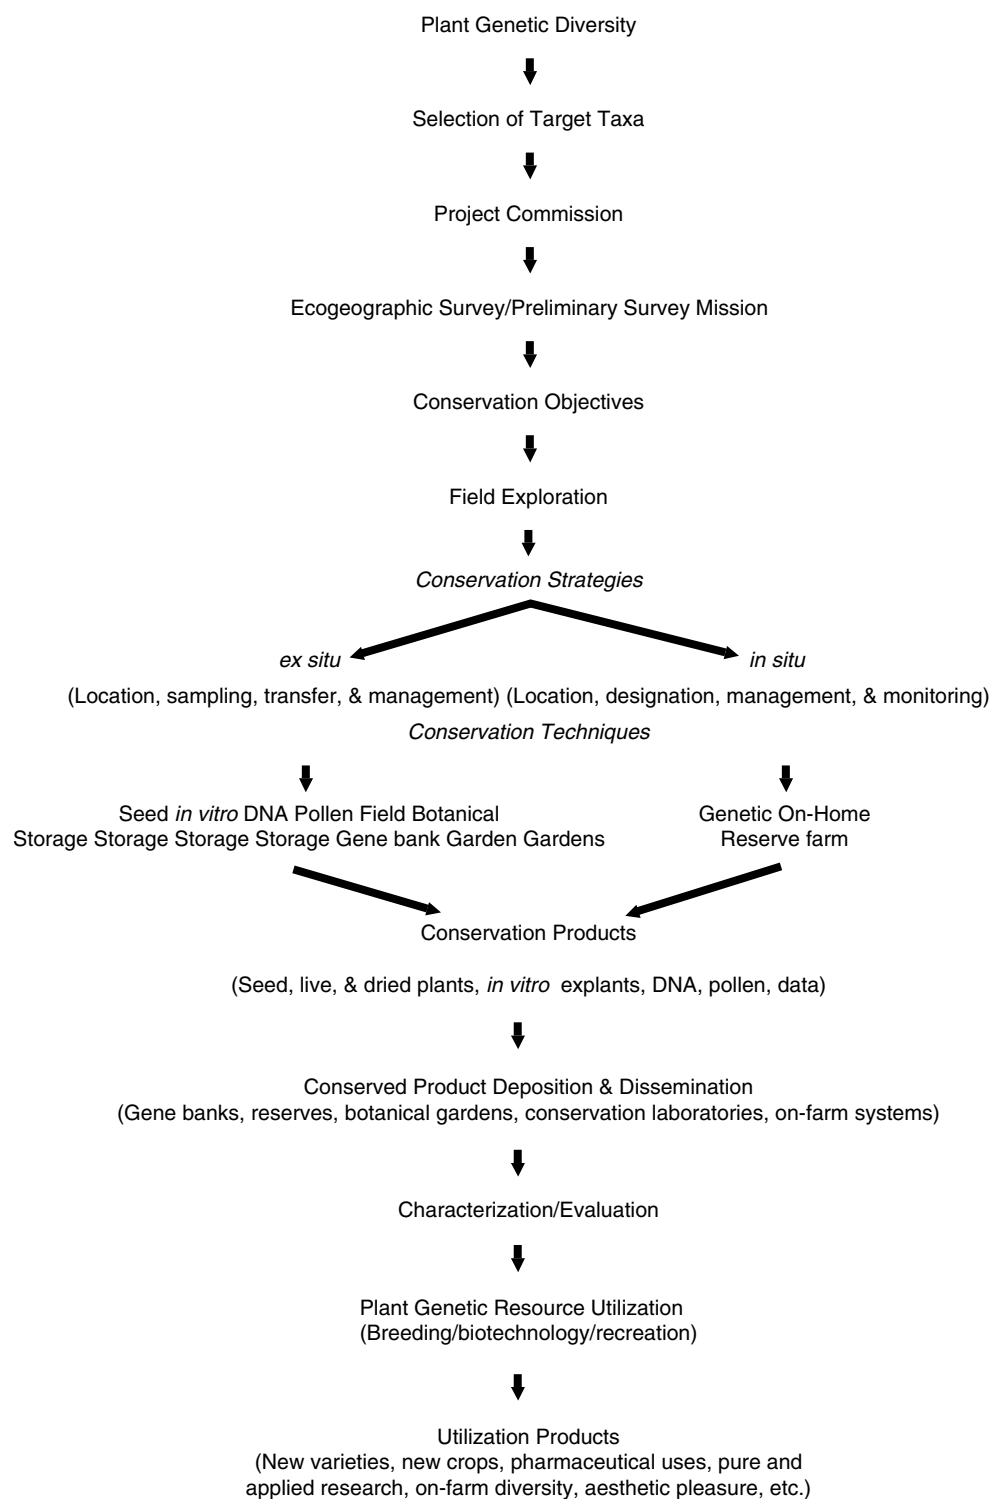 Plant Genetic Diversity
Selection of Target Taxa
Project Commission
Ecogeographic Survey/Preliminary Survey Mission
Conservation Objectives
Field Exploration
Conservation Strategies
ex situ
in situ
(Location, sampling, transfer, & management) (Location, designation, management, & monitoring)
Conservation Techniques
Seed in vitro DNA Pollen Field Botanical
Storage Storage Storage Storage Gene bank Garden Gardens
Genetic On-Home
Reserve farm
Conservation Products
(Seed, live, & dried plants, in vitro explants, DNA, pollen, data)
Conserved Product Deposition & Dissemination
(Gene banks, reserves, botanical gardens, conservation laboratories, on-farm systems)
Characterization/Evaluation
Plant Genetic Resource Utilization
(Breeding/biotechnology/recreation)
Utilization Products
(New varieties, new crops, pharmaceutical uses, pure and
applied research, on-farm diversity, aesthetic pleasure, etc.)